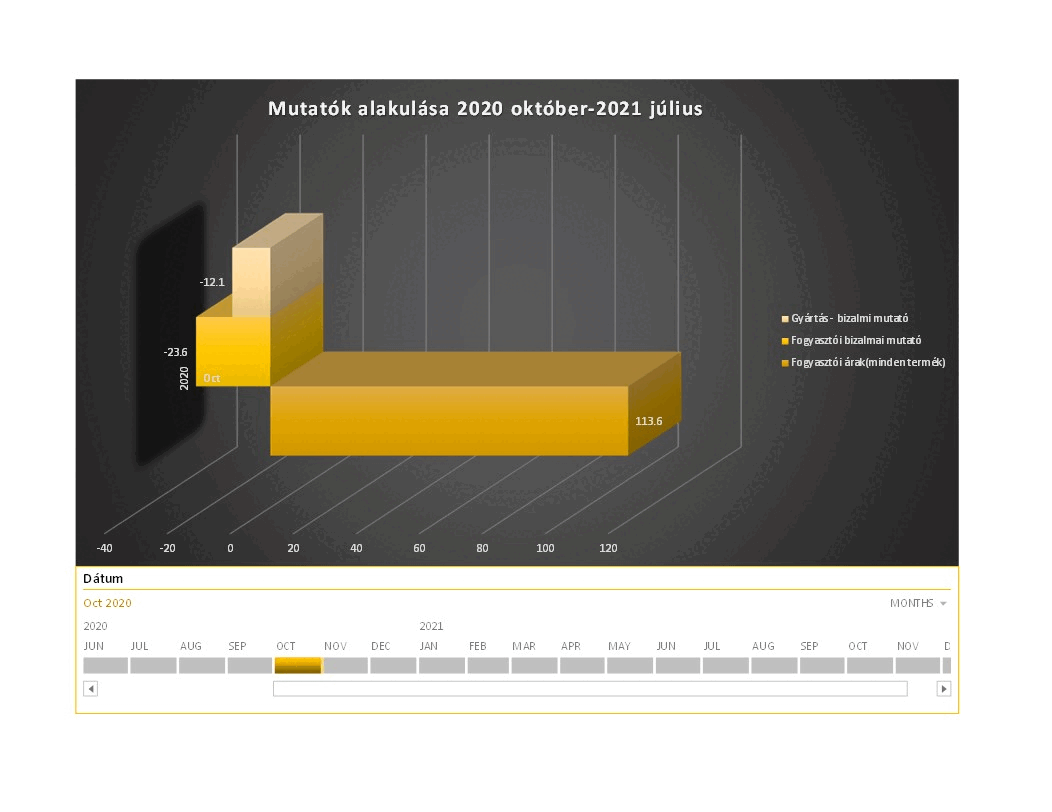 Mutatók alakulása 2020 október-2021 július
-12.1
-23.6
2020
Oct
113.6
Gyártás - bizalmi mutató
Fogyasztói bizalmai mutató
Fogyasztói árak(minden termék)
-40 -20 0 20 40 60 80 100 120
Dátum
Oct 2020 MONTHS
2020 2021
JUN JUL AUG SEP OCT NOV DEC JAN FEB MAR APR MAY JUN JUL AUG SEP OCT NOV D